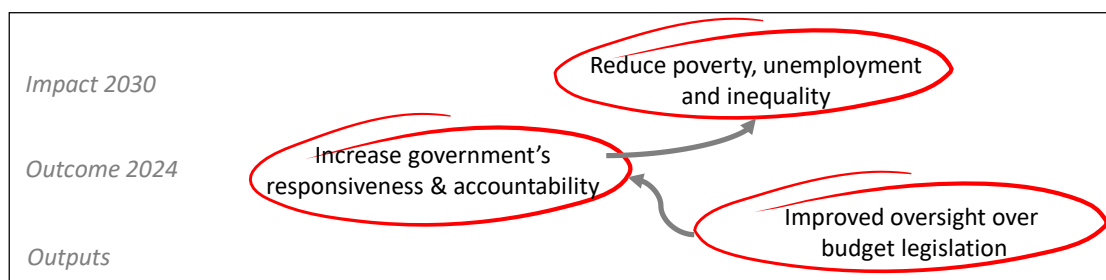 Impact 2030
Reduce poverty, unemployment
and inequality
Outcome 2024
Increase government’s
responsiveness & accountability
Outputs
Improved oversight over
budget legislation